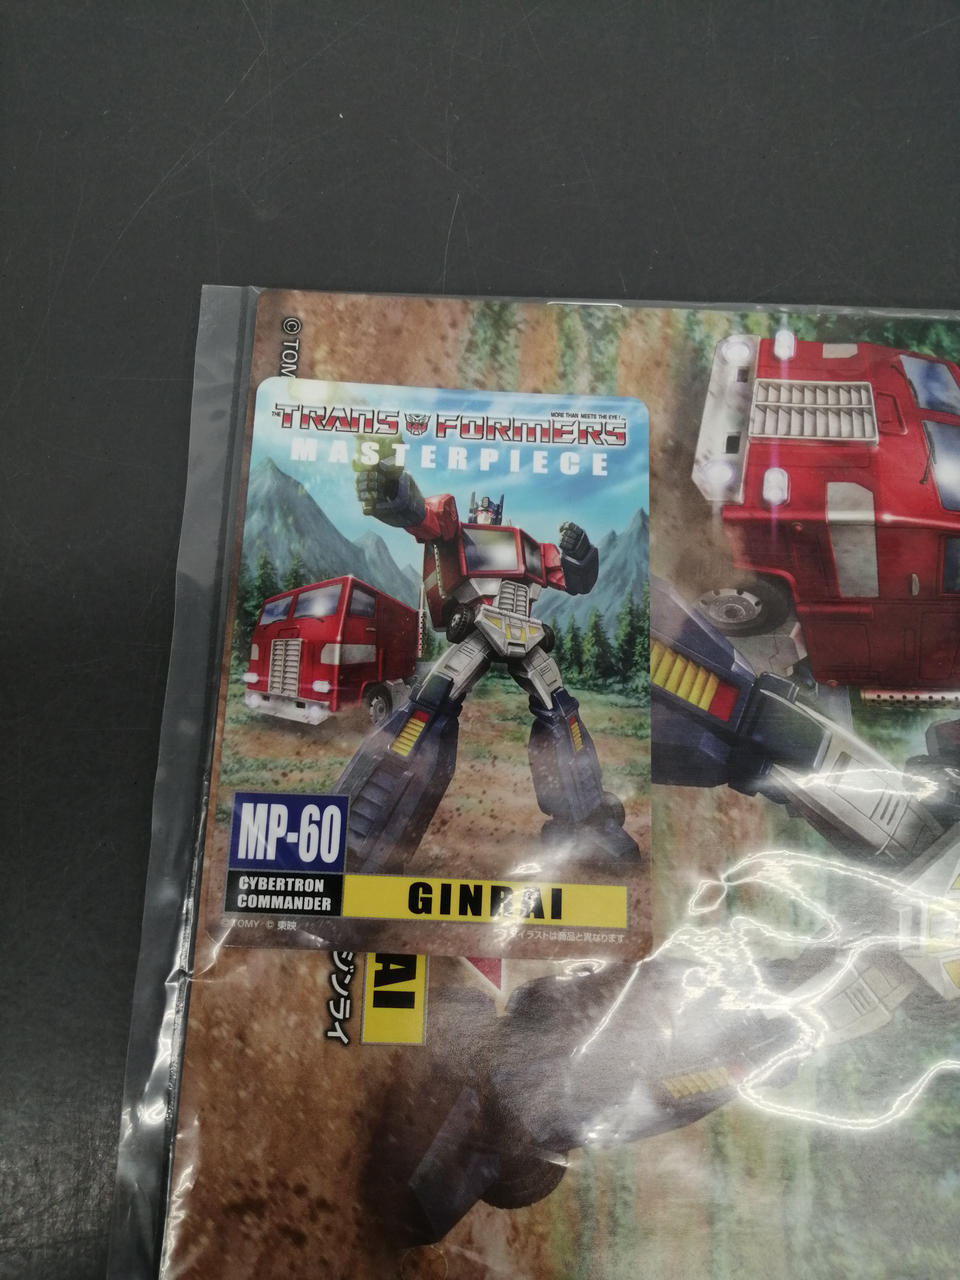 © TOM
THE TRANSFORMERS
MORE THAN MEETS THE EYE!
MASTERPIECE
MP-60
CYBERTRON
COMMANDER
GINRAI
©TOMY © 東映
イラストは商品と異なります
AI
ジンライ